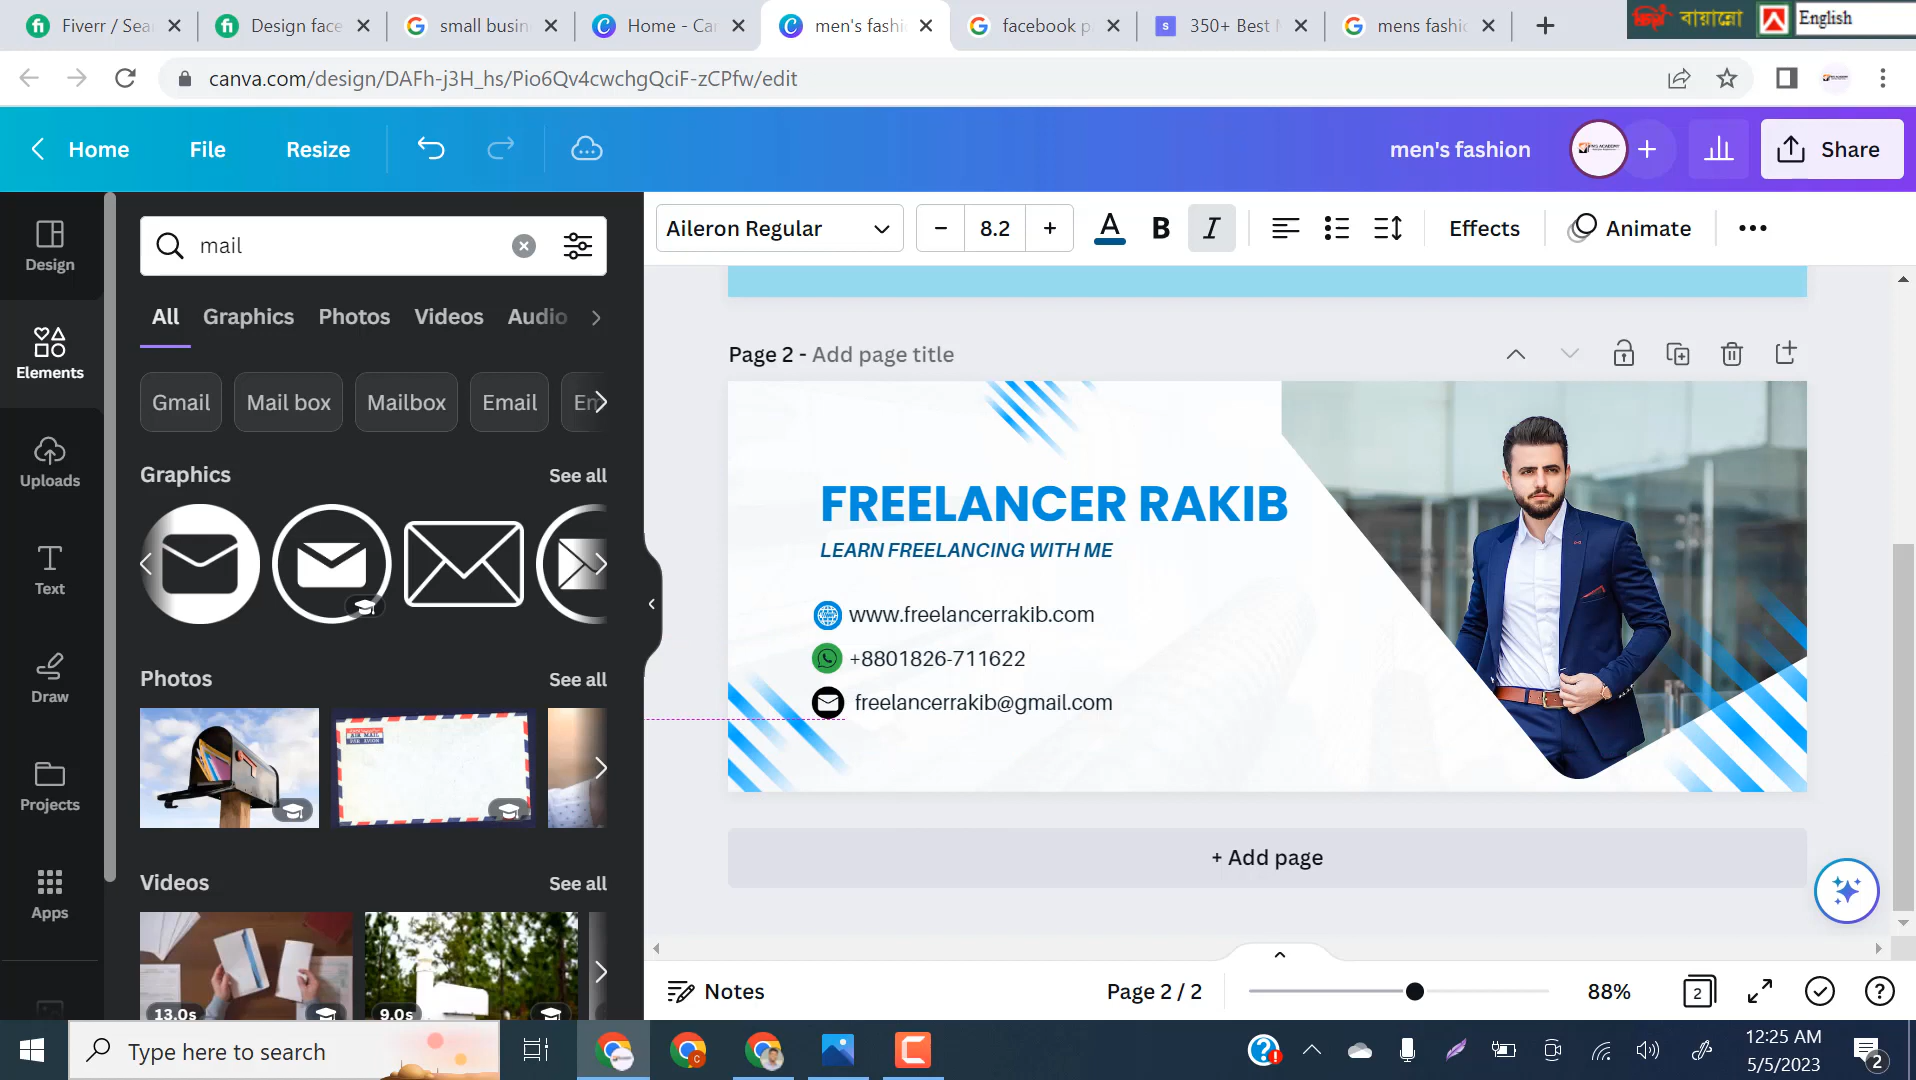 Fiverr / Sea
Design face
small busin
Home - Ca
men's fashi
facebook p
350+ Best
mens fashic
বায়ান্নো
English
canva.com/design/DAFh-j3H_hs/Pio6Qv4cwchgQciF-zCPfw/edit
Home
File
Resize
men's fashion
Share
Design
Elements
Uploads
Text
Draw
Projects
Apps
mail
All
Graphics
Photos
Videos
Audio
Gmail
Mail box
Mailbox
Email
Graphics
See all
Photos
See all
Videos
See all
13.0s
9.0s
Aileron Regular
8.2
A
B
I
Effects
Animate
Page 2 - Add page title
FREELANCER RAKIB
LEARN FREELANCING WITH ME
www.freelancerrakib.com
+8801826-711622
freelancerrakib@gmail.com
+ Add page
Notes
Page 2 / 2
88%
2
Type here to search
12:25 AM
5/5/2023
2